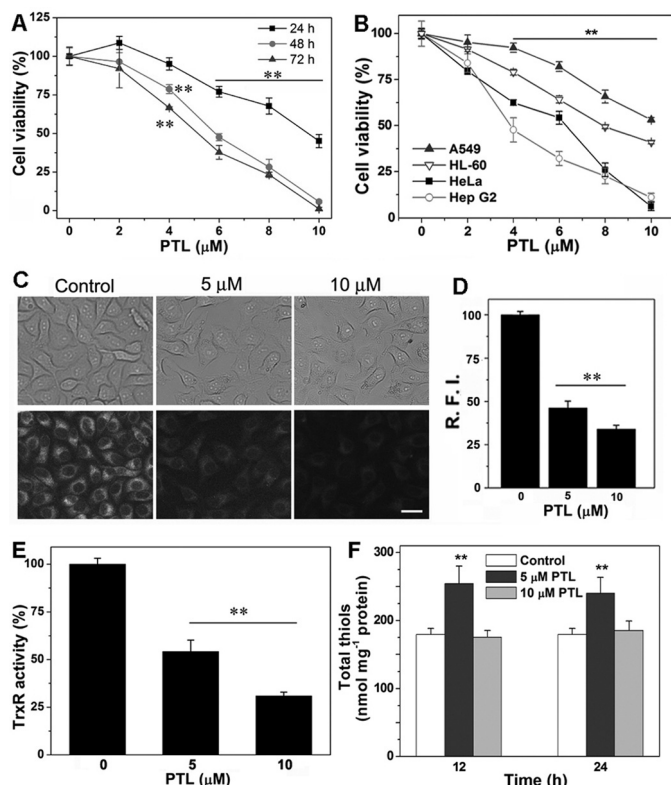 A
24 h
48 h
72 h
**
**
**
Cell viability (%)
125
100
75
50
25
0
0 2 4 6 8 10
PTL (μM)
B
**
A549
HL-60
HeLa
Hep G2
Cell viability (%)
100
75
50
25
0
0 2 4 6 8 10
PTL (μM)
C
Control 5 μM 10 μM
D
**
R. F. I.
100
75
50
25
0
0 5 10
PTL (μM)
E
**
TrxR activity (%)
100
75
50
25
0
0 5 10
PTL (μM)
F
** **
Control
5 μM PTL
10 μM PTL
Total thiols
(nmol mg⁻¹ protein)
300
200
100
0
12 24
Time (h)